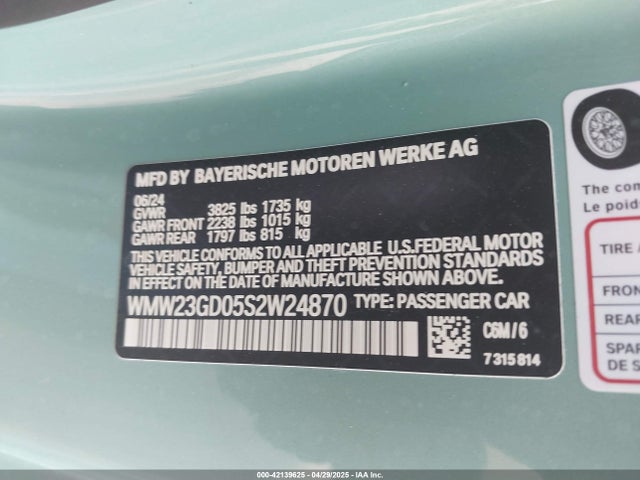 MFD BY BAYERISCHE MOTOREN WERKE AG
06/24
GVWR 3825 lbs 1735 kg
GAWR FRONT 2238 lbs 1015 kg
GAWR REAR 1797 lbs 815 kg
THIS VEHICLE CONFORMS TO ALL APPLICABLE U.S.FEDERAL MOTOR
VEHICLE SAFETY, BUMPER AND THEFT PREVENTION STANDARDS
IN EFFECT ON THE DATE OF MANUFACTURE SHOWN ABOVE.
WMW23GD05S2W24870 TYPE: PASSENGER CAR
C6M/6
7315814
The com
Le poids
TIRE /
FRON
REAR
SPAR
DE S
000-42139625 - 04/29/2025 - IAA Inc.